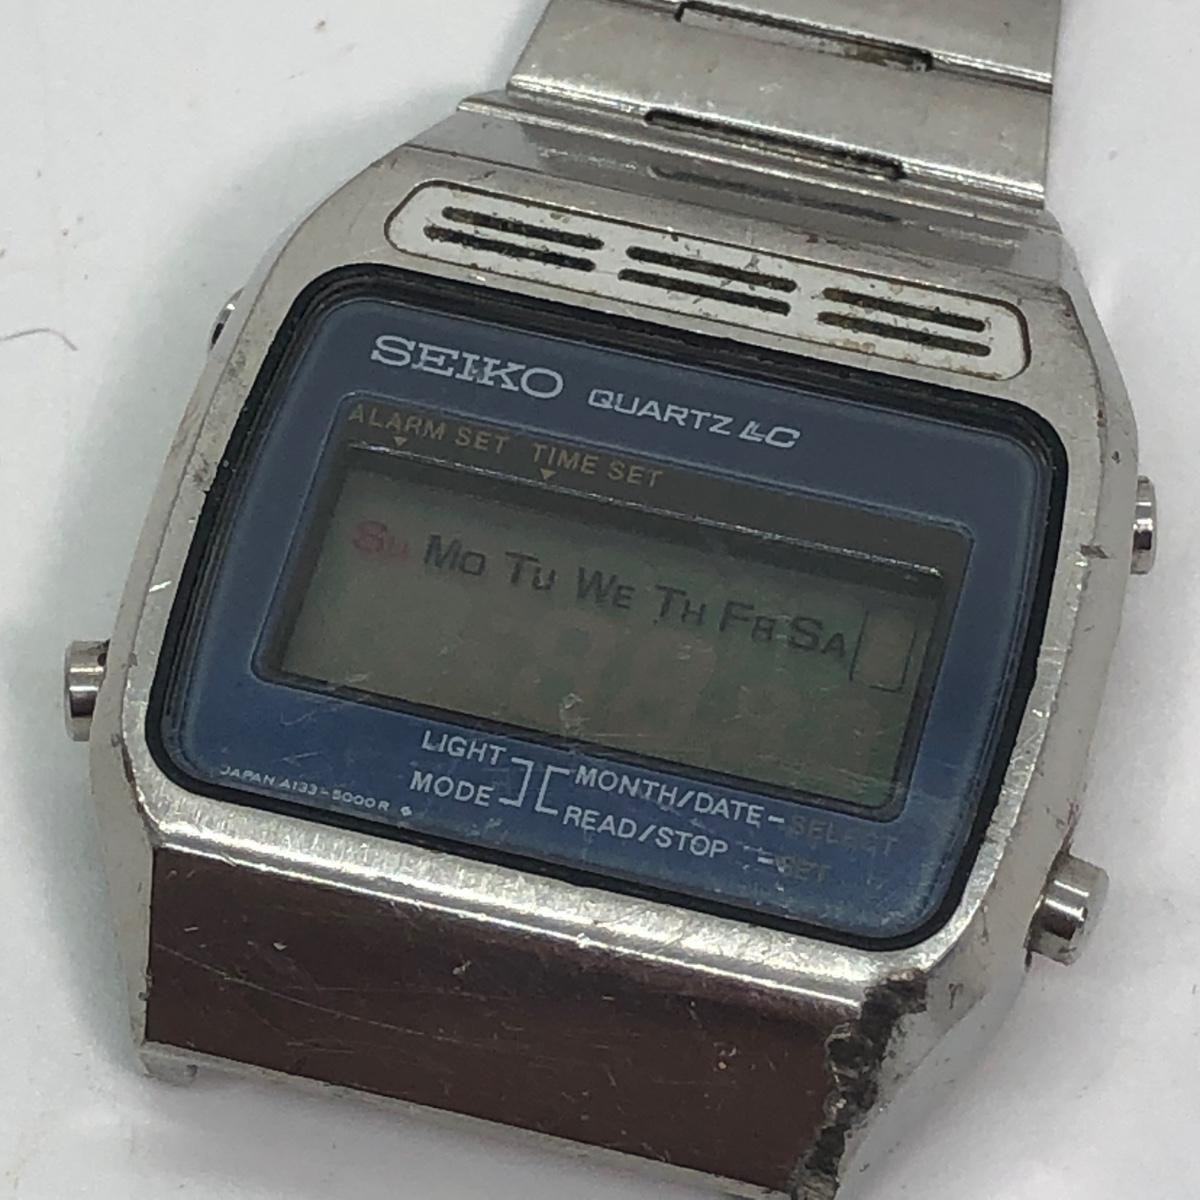 SEIKO QUARTZ LC
ALARM SET TIME SET
Su Mo Tu WE TH FR SA
LIGHT MONTH/DATE-SELECT
MODE READ/STOP -SET
JAPAN A133-5000R